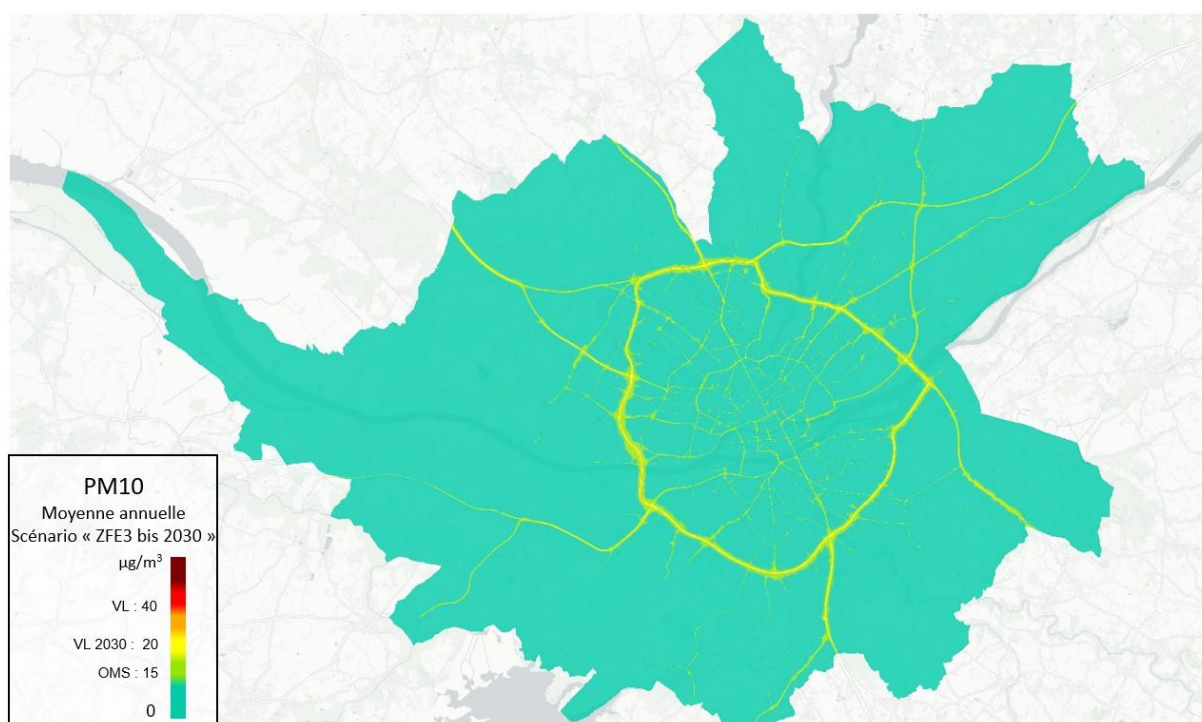 PM10
Moyenne annuelle
Scénario « ZFE3 bis 2030 »
µg/m³
VL : 40
VL 2030 : 20
OMS : 15
0